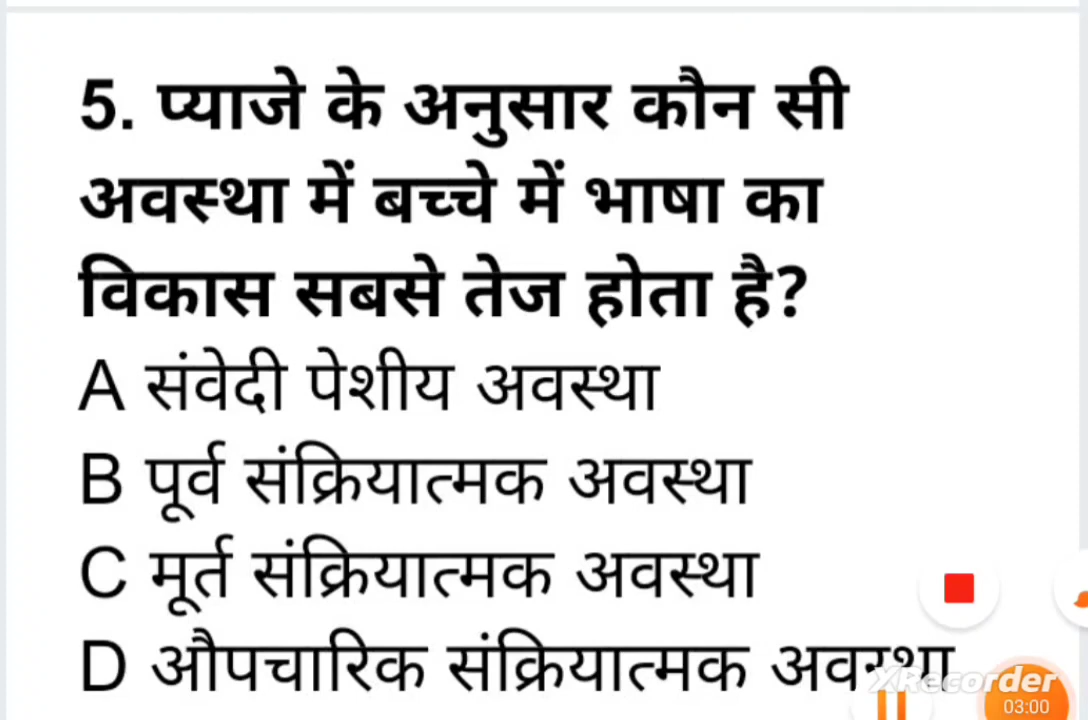 5. प्याजे के अनुसार कौन सी
अवस्था में बच्चे में भाषा का
विकास सबसे तेज होता है?
A संवेदी पेशीय अवस्था
B पूर्व संक्रियात्मक अवस्था
C मूर्त संक्रियात्मक अवस्था
D औपचारिक संक्रियात्मक अवस्था
XRecorder
03:00